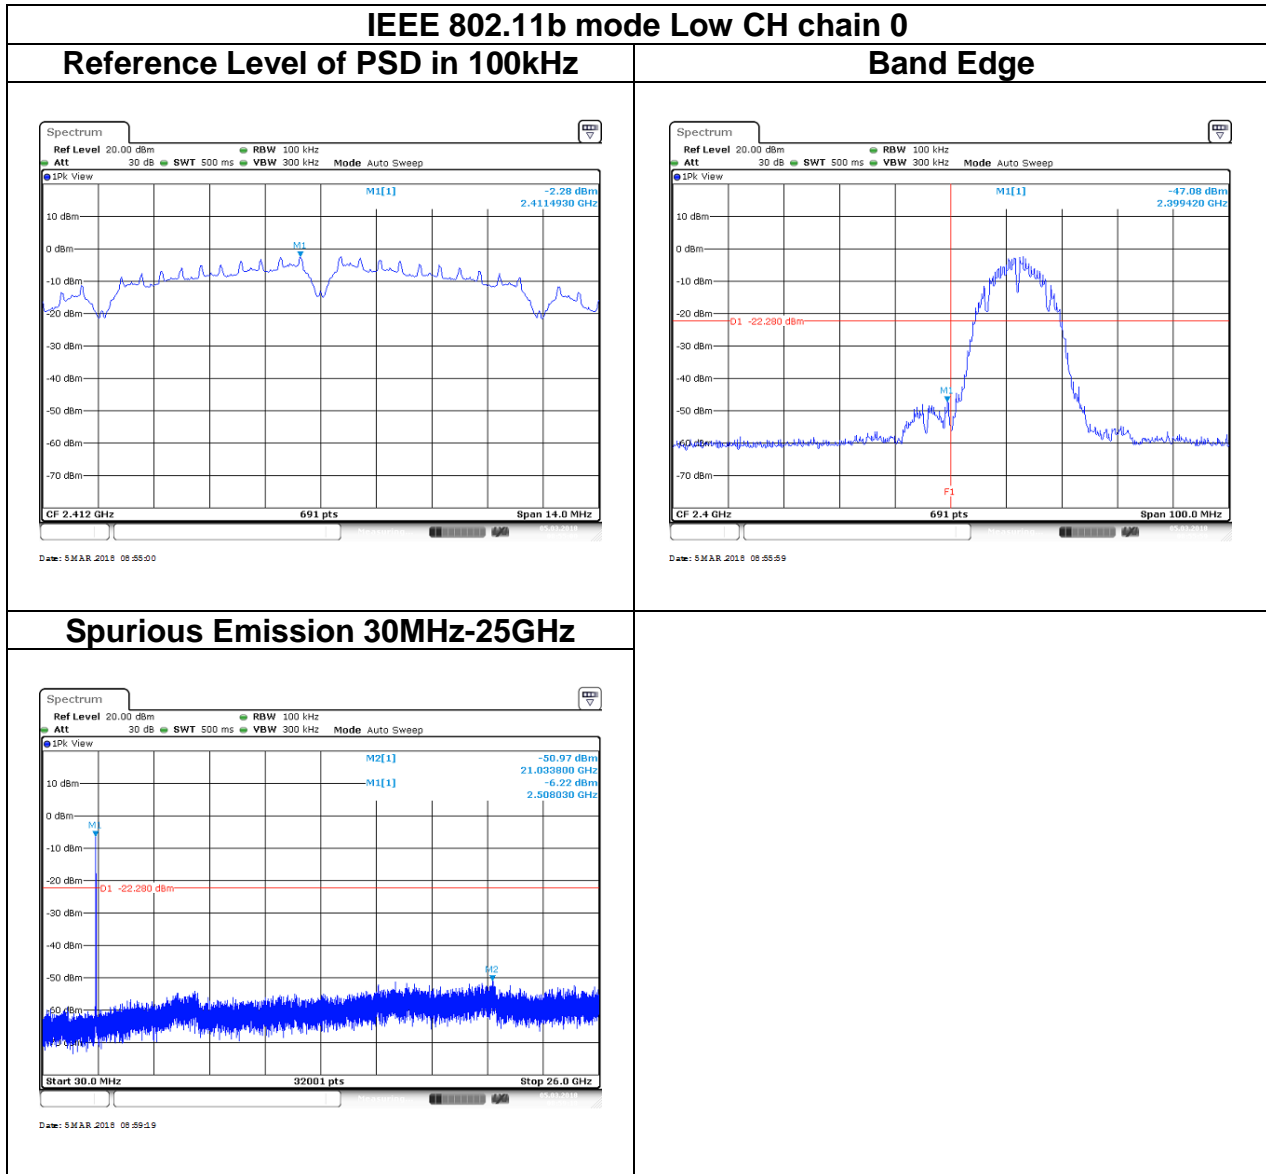 IEEE 802.11b mode Low CH chain 0
Reference Level of PSD in 100kHz
Spectrum
Ref Level 20.00 dBm RBW 100 kHz
Att 30 dB SWT 500 ms VBW 300 kHz Mode Auto Sweep
1Pk View
M1[1] -2.28 dBm
2.4114930 GHz
10 dBm
M1
0 dBm
-10 dBm
-20 dBm
-30 dBm
-40 dBm
-50 dBm
-60 dBm
-70 dBm
CF 2.412 GHz 691 pts Span 14.0 MHz
Date: 5.MAR.2018 08:55:00
Band Edge
Spectrum
Ref Level 20.00 dBm RBW 100 kHz
Att 30 dB SWT 500 ms VBW 300 kHz Mode Auto Sweep
1Pk View
M1[1] -47.08 dBm
2.399420 GHz
10 dBm
0 dBm
-10 dBm
-20 dBm
D1 -22.280 dBm
-30 dBm
-40 dBm
M1
-50 dBm
-60 dBm
-70 dBm
F1
CF 2.4 GHz 691 pts Span 100.0 MHz
Date: 5.MAR.2018 08:55:59
Spurious Emission 30MHz-25GHz
Spectrum
Ref Level 20.00 dBm RBW 100 kHz
Att 30 dB SWT 500 ms VBW 300 kHz Mode Auto Sweep
1Pk View
M2[1] -50.97 dBm
21.033800 GHz
10 dBm M1[1] -6.22 dBm
2.508030 GHz
0 dBm
M1
-10 dBm
-20 dBm
D1 -22.280 dBm
-30 dBm
-40 dBm
M2
-50 dBm
-60 dBm
Start 30.0 MHz 32001 pts Stop 26.0 GHz
Date: 5.MAR.2018 08:59:19